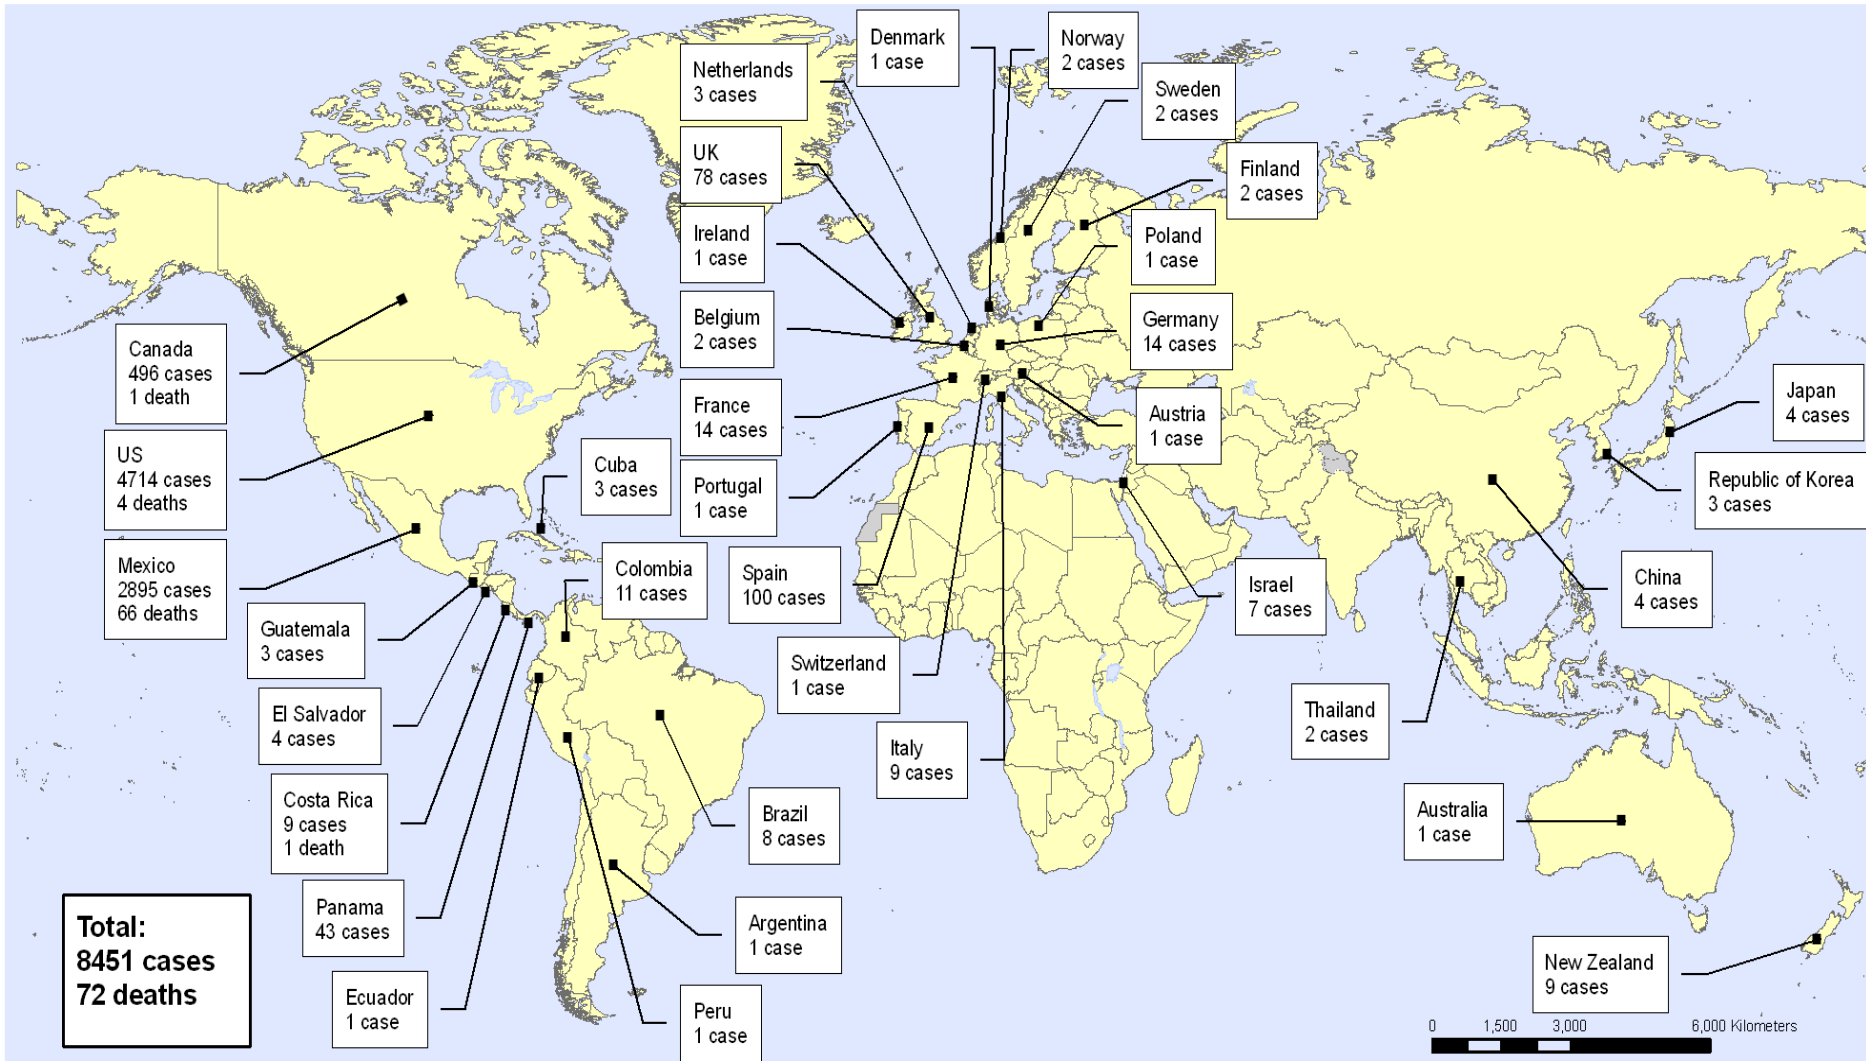 Denmark
1 case
Norway
2 cases
Netherlands
3 cases
Sweden
2 cases
UK
78 cases
Finland
2 cases
Ireland
1 case
Poland
1 case
Belgium
2 cases
Germany
14 cases
Canada
496 cases
1 death
France
14 cases
Austria
1 case
Japan
4 cases
US
4714 cases
4 deaths
Cuba
3 cases
Portugal
1 case
Republic of Korea
3 cases
Mexico
2895 cases
66 deaths
Colombia
11 cases
Spain
100 cases
Israel
7 cases
China
4 cases
Guatemala
3 cases
Switzerland
1 case
El Salvador
4 cases
Thailand
2 cases
Italy
9 cases
Costa Rica
9 cases
1 death
Brazil
8 cases
Australia
1 case
Panama
43 cases
Argentina
1 case
Total:
8451 cases
72 deaths
New Zealand
9 cases
Ecuador
1 case
Peru
1 case
0 1,500 3,000 6,000 Kilometers